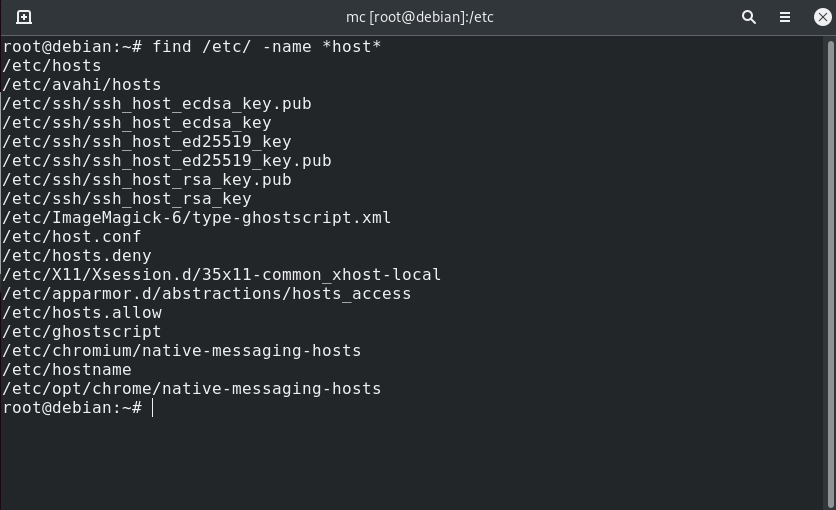 mc [root@debian]:/etc
root@debian:~# find /etc/ -name *host*
/etc/hosts
/etc/avahi/hosts
/etc/ssh/ssh_host_ecdsa_key.pub
/etc/ssh/ssh_host_ecdsa_key
/etc/ssh/ssh_host_ed25519_key
/etc/ssh/ssh_host_ed25519_key.pub
/etc/ssh/ssh_host_rsa_key.pub
/etc/ssh/ssh_host_rsa_key
/etc/ImageMagick-6/type-ghostscript.xml
/etc/host.conf
/etc/hosts.deny
/etc/X11/Xsession.d/35x11-common_xhost-local
/etc/apparmor.d/abstractions/hosts_access
/etc/hosts.allow
/etc/ghostscript
/etc/chromium/native-messaging-hosts
/etc/hostname
/etc/opt/chrome/native-messaging-hosts
root@debian:~#